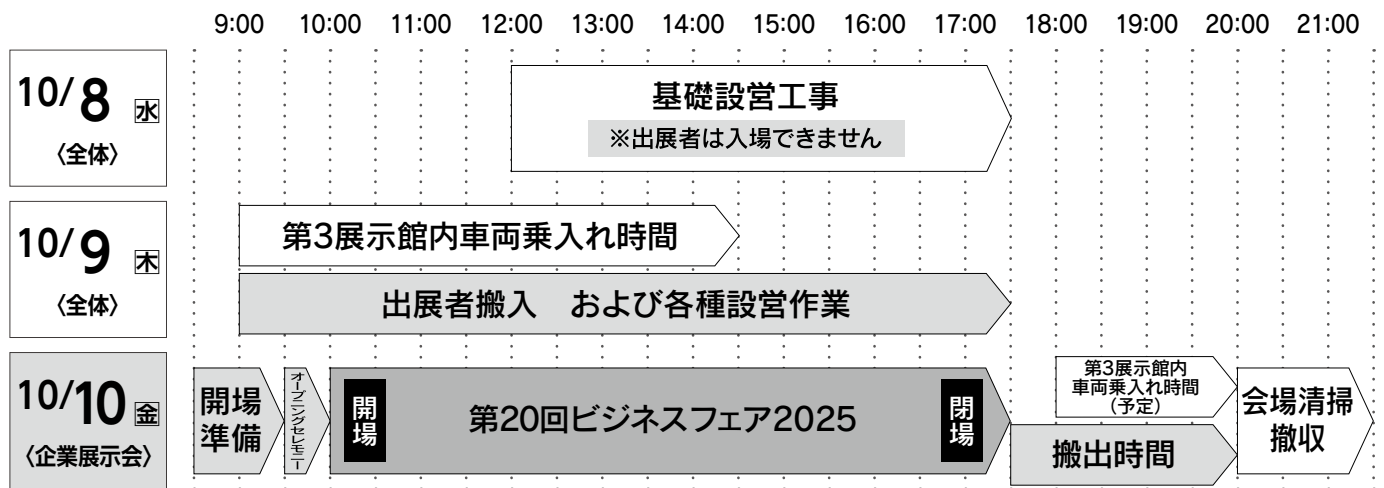 9:00 10:00 11:00 12:00 13:00 14:00 15:00 16:00 17:00 18:00 19:00 20:00 21:00
10/8 水
〈全体〉
基礎設営工事
※出展者は入場できません
10/9 木
〈全体〉
第3展示館内車両乗入れ時間
出展者搬入 および各種設営作業
10/10 金
〈企業展示会〉
開場
準備
オープニングセレモニー
開場
第20回ビジネスフェア2025
閉場
第3展示館内
車両乗入れ時間
(予定)
搬出時間
会場清掃
撤収